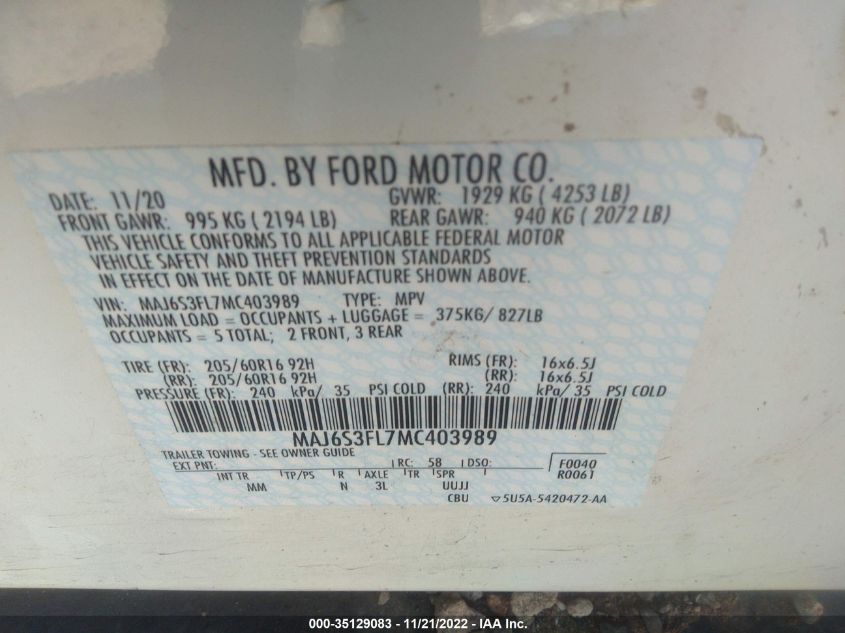 MFD. BY FORD MOTOR CO.
DATE: 11/20 GVWR: 1929 KG ( 4253 LB)
FRONT GAWR: 995 KG ( 2194 LB) REAR GAWR: 940 KG ( 2072 LB)
THIS VEHICLE CONFORMS TO ALL APPLICABLE FEDERAL MOTOR
VEHICLE SAFETY AND THEFT PREVENTION STANDARDS
IN EFFECT ON THE DATE OF MANUFACTURE SHOWN ABOVE.
VIN: MAJ6S3FL7MC403989 TYPE: MPV
MAXIMUM LOAD = OCCUPANTS + LUGGAGE = 375KG/ 827LB
OCCUPANTS = 5 TOTAL; 2 FRONT, 3 REAR
TIRE (FR): 205/60R16 92H RIMS (FR): 16x6.5J
(RR): 205/60R16 92H (RR): 16x6.5J
PRESSURE (FR): 240 kPa/ 35 PSI COLD (RR): 240 kPa/ 35 PSI COLD
MAJ6S3FL7MC403989
TRAILER TOWING - SEE OWNER GUIDE
EXT PNT: RC: 58 DSO: F0040
R0061
INT TR TP/PS R AXLE TR SPR
MM N 3L UUJJ
CBU 5U5A-5420472-AA
000-35129083 - 11/21/2022 - IAA Inc.